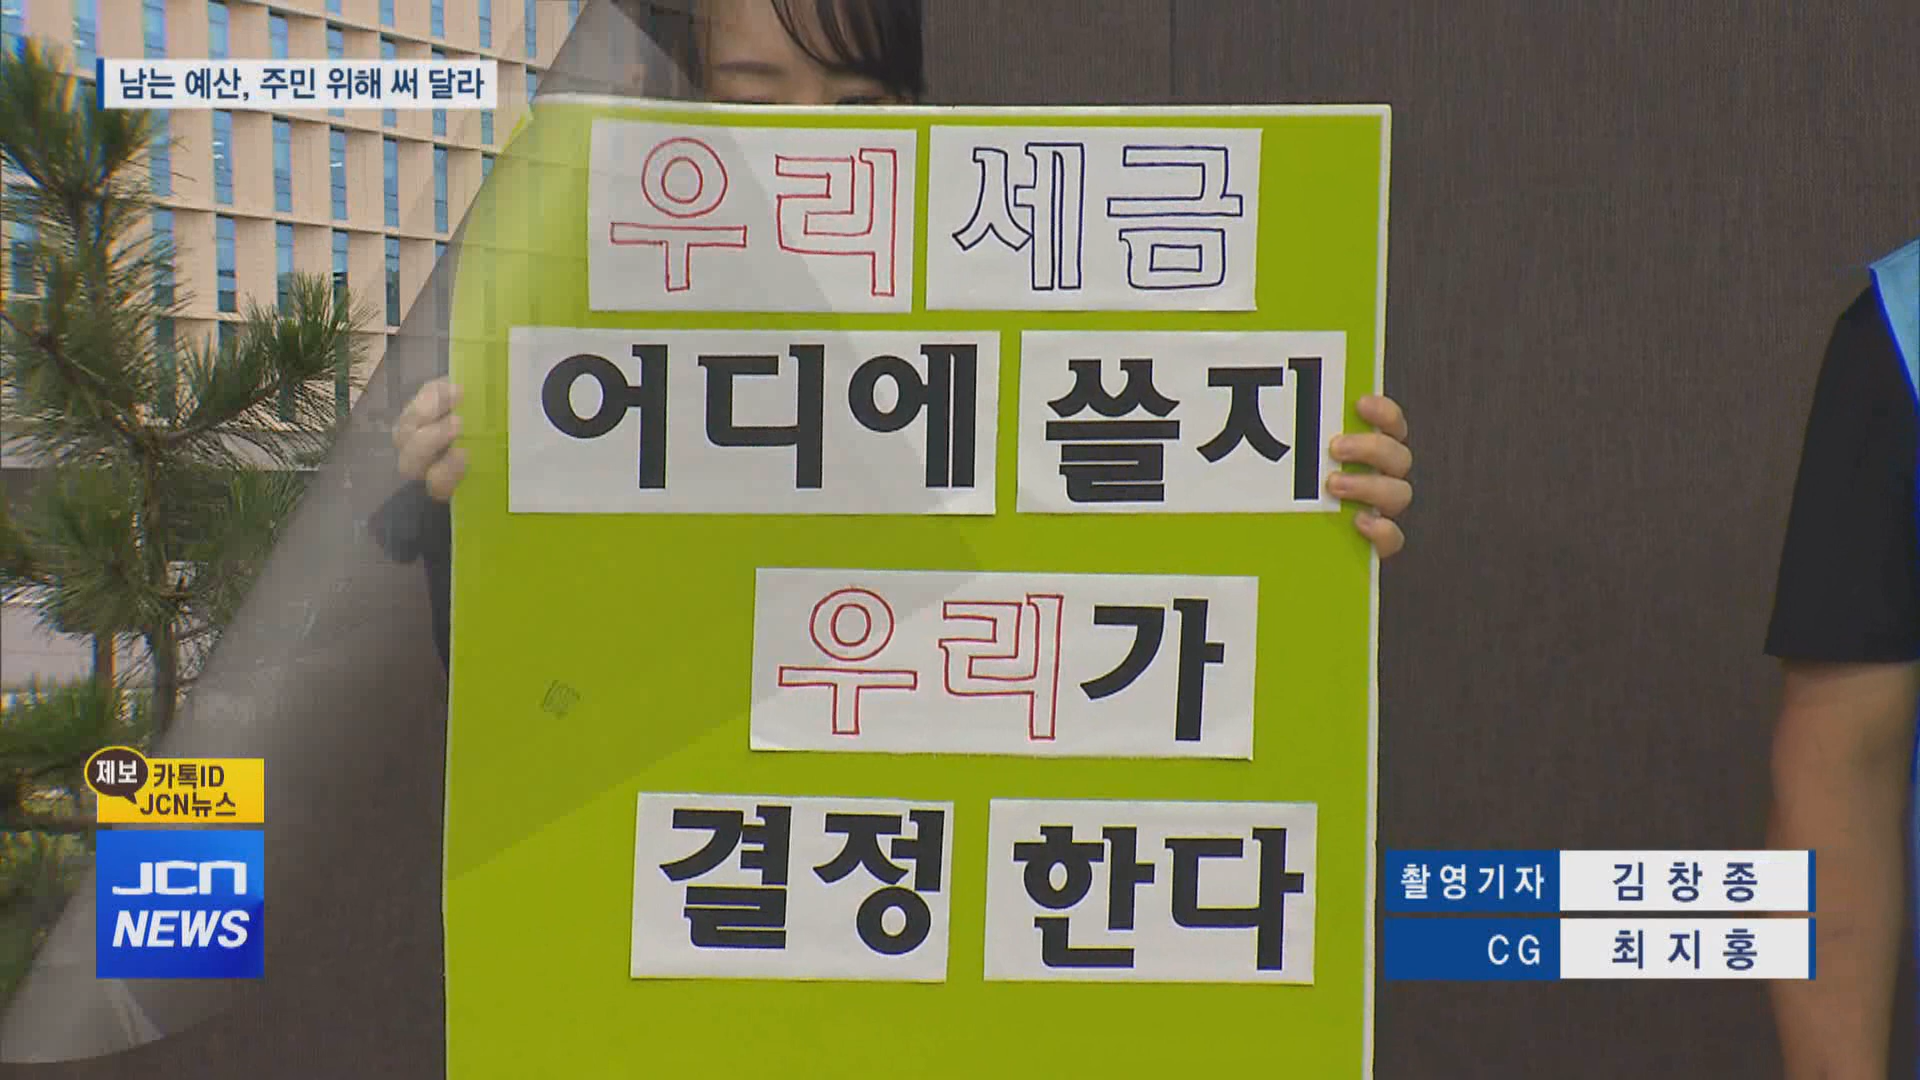 남는 예산, 주민 위해 써 달라
우리 세금
어디에 쓸지
우리가
결정 한다
제보 카톡ID
JCN뉴스
JCN
NEWS
촬영기자 김창종
CG 최지홍